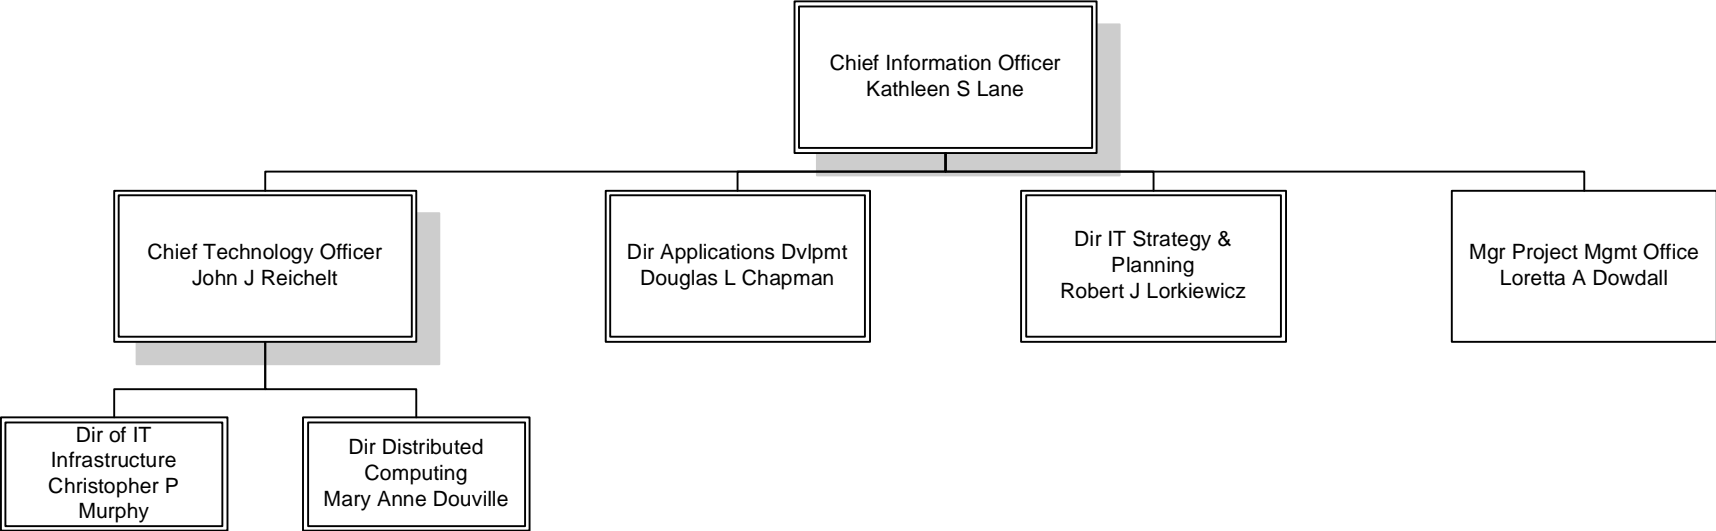 Chief Information Officer
Kathleen S Lane
Chief Technology Officer
John J Reichelt
Dir Applications Dvlpmt
Douglas L Chapman
Dir IT Strategy &
Planning
Robert J Lorkiewicz
Mgr Project Mgmt Office
Loretta A Dowdall
Dir of IT
Infrastructure
Christopher P
Murphy
Dir Distributed
Computing
Mary Anne Douville